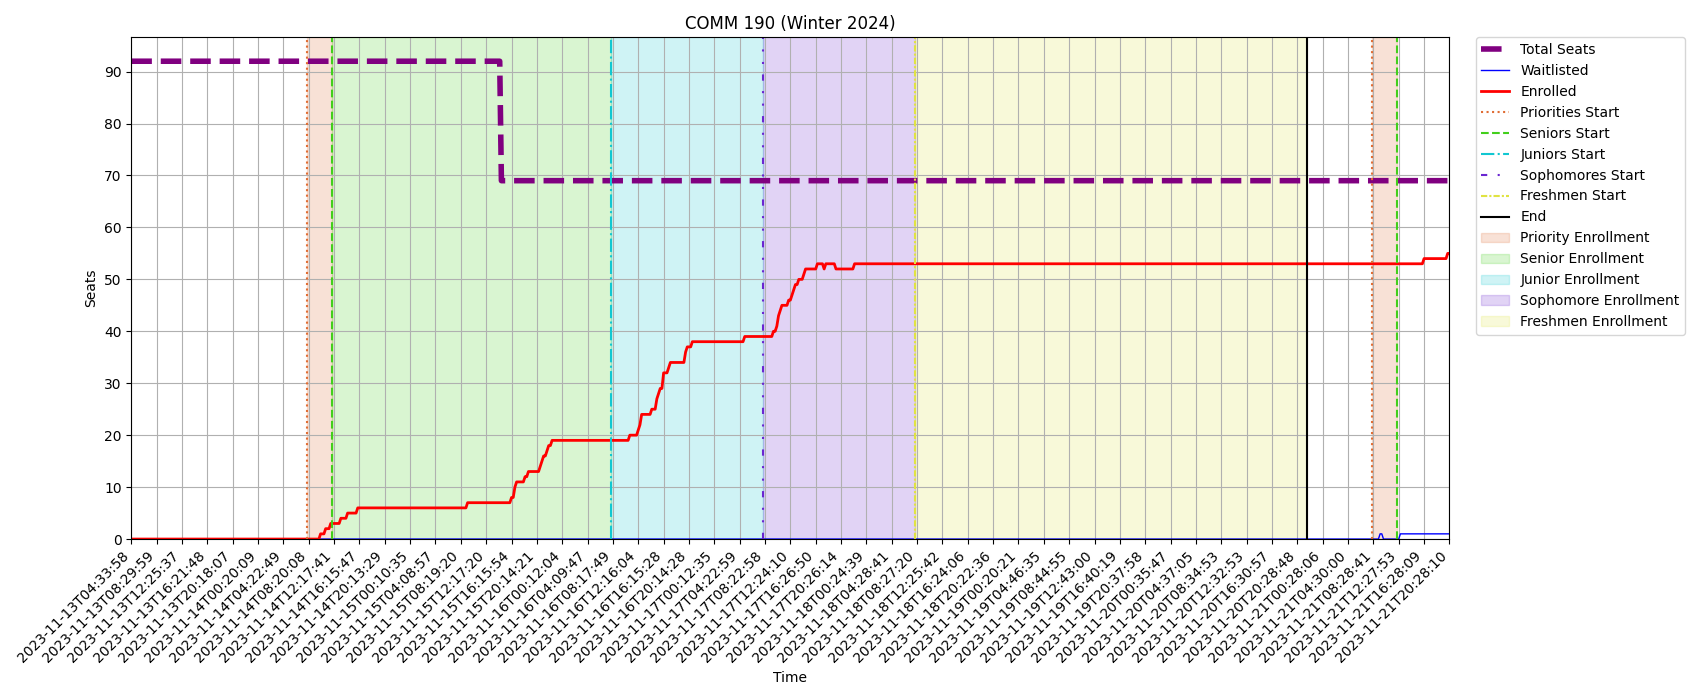 COMM 190 (Winter 2024)
Seats
90
80
70
60
50
40
30
20
10
0
2023-11-13T04:33:58
2023-11-13T08:29:59
2023-11-13T12:25:37
2023-11-13T16:21:48
2023-11-13T20:18:07
2023-11-14T00:20:09
2023-11-14T04:22:49
2023-11-14T08:20:08
2023-11-14T12:17:41
2023-11-14T16:15:47
2023-11-14T20:13:29
2023-11-15T00:10:35
2023-11-15T04:08:57
2023-11-15T08:19:20
2023-11-15T12:17:20
2023-11-15T16:15:54
2023-11-15T20:14:21
2023-11-16T00:12:04
2023-11-16T04:09:47
2023-11-16T08:17:49
2023-11-16T12:16:04
2023-11-16T16:15:28
2023-11-16T20:14:28
2023-11-17T00:12:35
2023-11-17T04:22:59
2023-11-17T08:22:58
2023-11-17T12:24:10
2023-11-17T16:26:50
2023-11-17T20:26:14
2023-11-18T00:24:39
2023-11-18T04:28:41
2023-11-18T08:27:20
2023-11-18T12:25:42
2023-11-18T16:24:06
2023-11-18T20:22:36
2023-11-19T00:20:21
2023-11-19T04:46:35
2023-11-19T08:44:55
2023-11-19T12:43:00
2023-11-19T16:40:19
2023-11-19T20:37:58
2023-11-20T00:35:47
2023-11-20T04:37:05
2023-11-20T08:34:53
2023-11-20T12:32:53
2023-11-20T16:30:57
2023-11-20T20:28:48
2023-11-21T00:28:06
2023-11-21T04:30:00
2023-11-21T08:28:41
2023-11-21T12:27:53
2023-11-21T16:28:09
2023-11-21T20:28:10
Time
Total Seats
Waitlisted
Enrolled
Priorities Start
Seniors Start
Juniors Start
Sophomores Start
Freshmen Start
End
Priority Enrollment
Senior Enrollment
Junior Enrollment
Sophomore Enrollment
Freshmen Enrollment